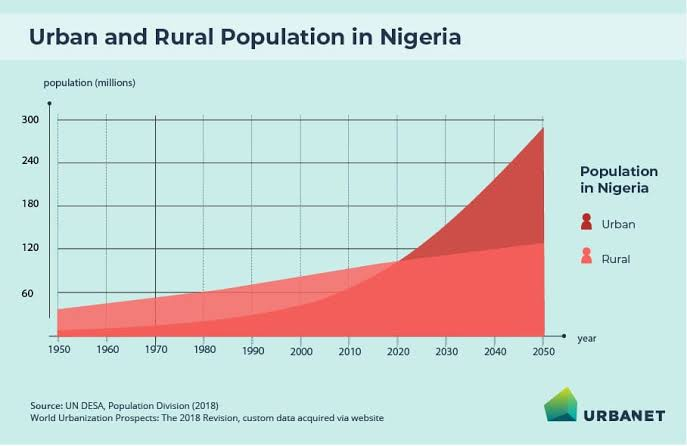 Urban and Rural Population in Nigeria
population (millions)
300
240
180
120
60
1950 1960 1970 1980 1990 2000 2010 2020 2030 2040 2050
year
Population
in Nigeria
Urban
Rural
Source: UN DESA, Population Division (2018)
World Urbanization Prospects: The 2018 Revision, custom data acquired via website
URBANET